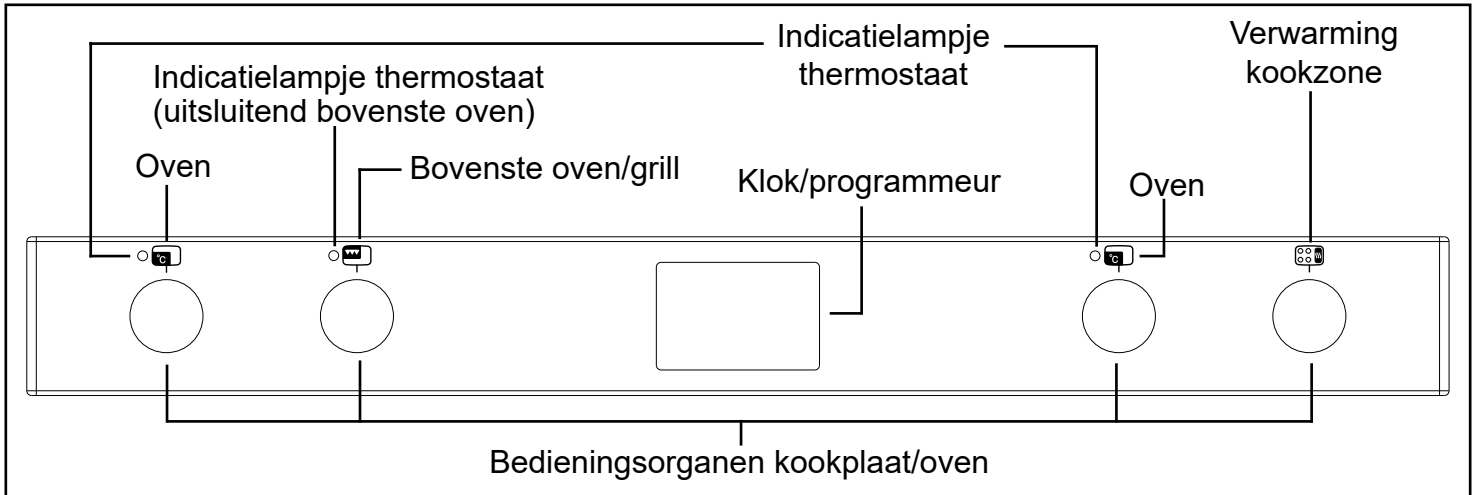 Indicatielampje
thermostaat
Verwarming
kookzone
Indicatielampje thermostaat
(uitsluitend bovenste oven)
Oven
Bovenste oven/grill
Klok/programmeur
Oven
°C
°C
Bedieningsorganen kookplaat/oven